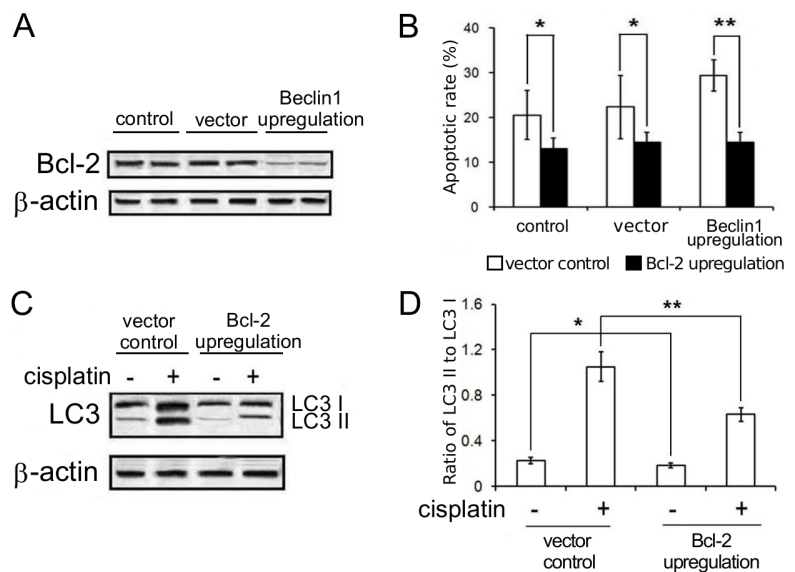 A
control vector Beclin1
upregulation
Bcl-2
β-actin
B
Apoptotic rate (%)
40
30
20
10
0
* * **
control vector Beclin1
upregulation
vector control Bcl-2 upregulation
C
vector
control
Bcl-2
upregulation
cisplatin - + - +
LC3
LC3 I
LC3 II
β-actin
D
Ratio of LC3 II to LC3 I
1.6
1.2
0.8
0.4
0
* **
cisplatin - + - +
vector
control
Bcl-2
upregulation